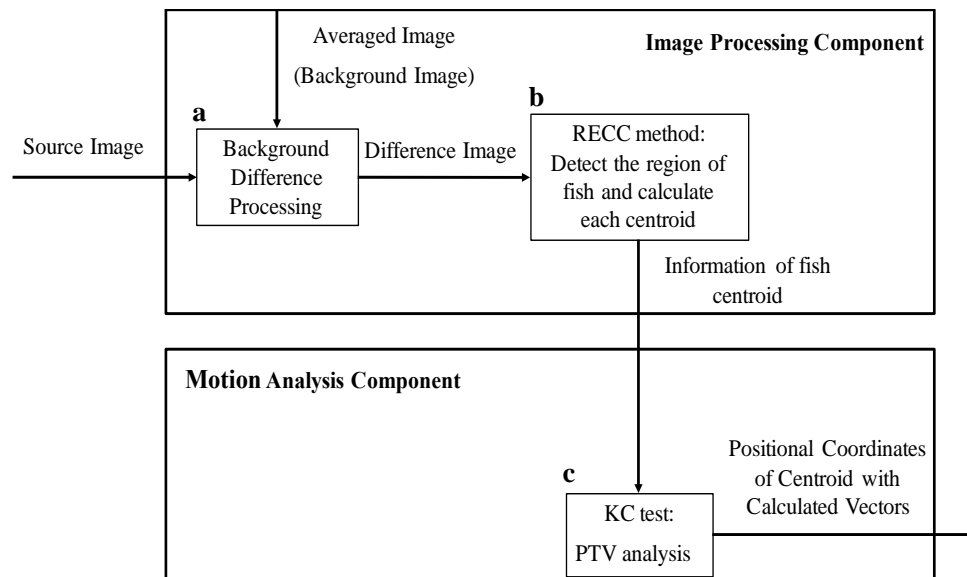 Averaged Image
(Background Image)
Image Processing Component
a
b
Source Image
Background
Difference
Processing
Difference Image
RECC method:
Detect the region of
fish and calculate
each centroid
Information of fish
centroid
Motion Analysis Component
c
KC test:
PTV analysis
Positional Coordinates
of Centroid with
Calculated Vectors